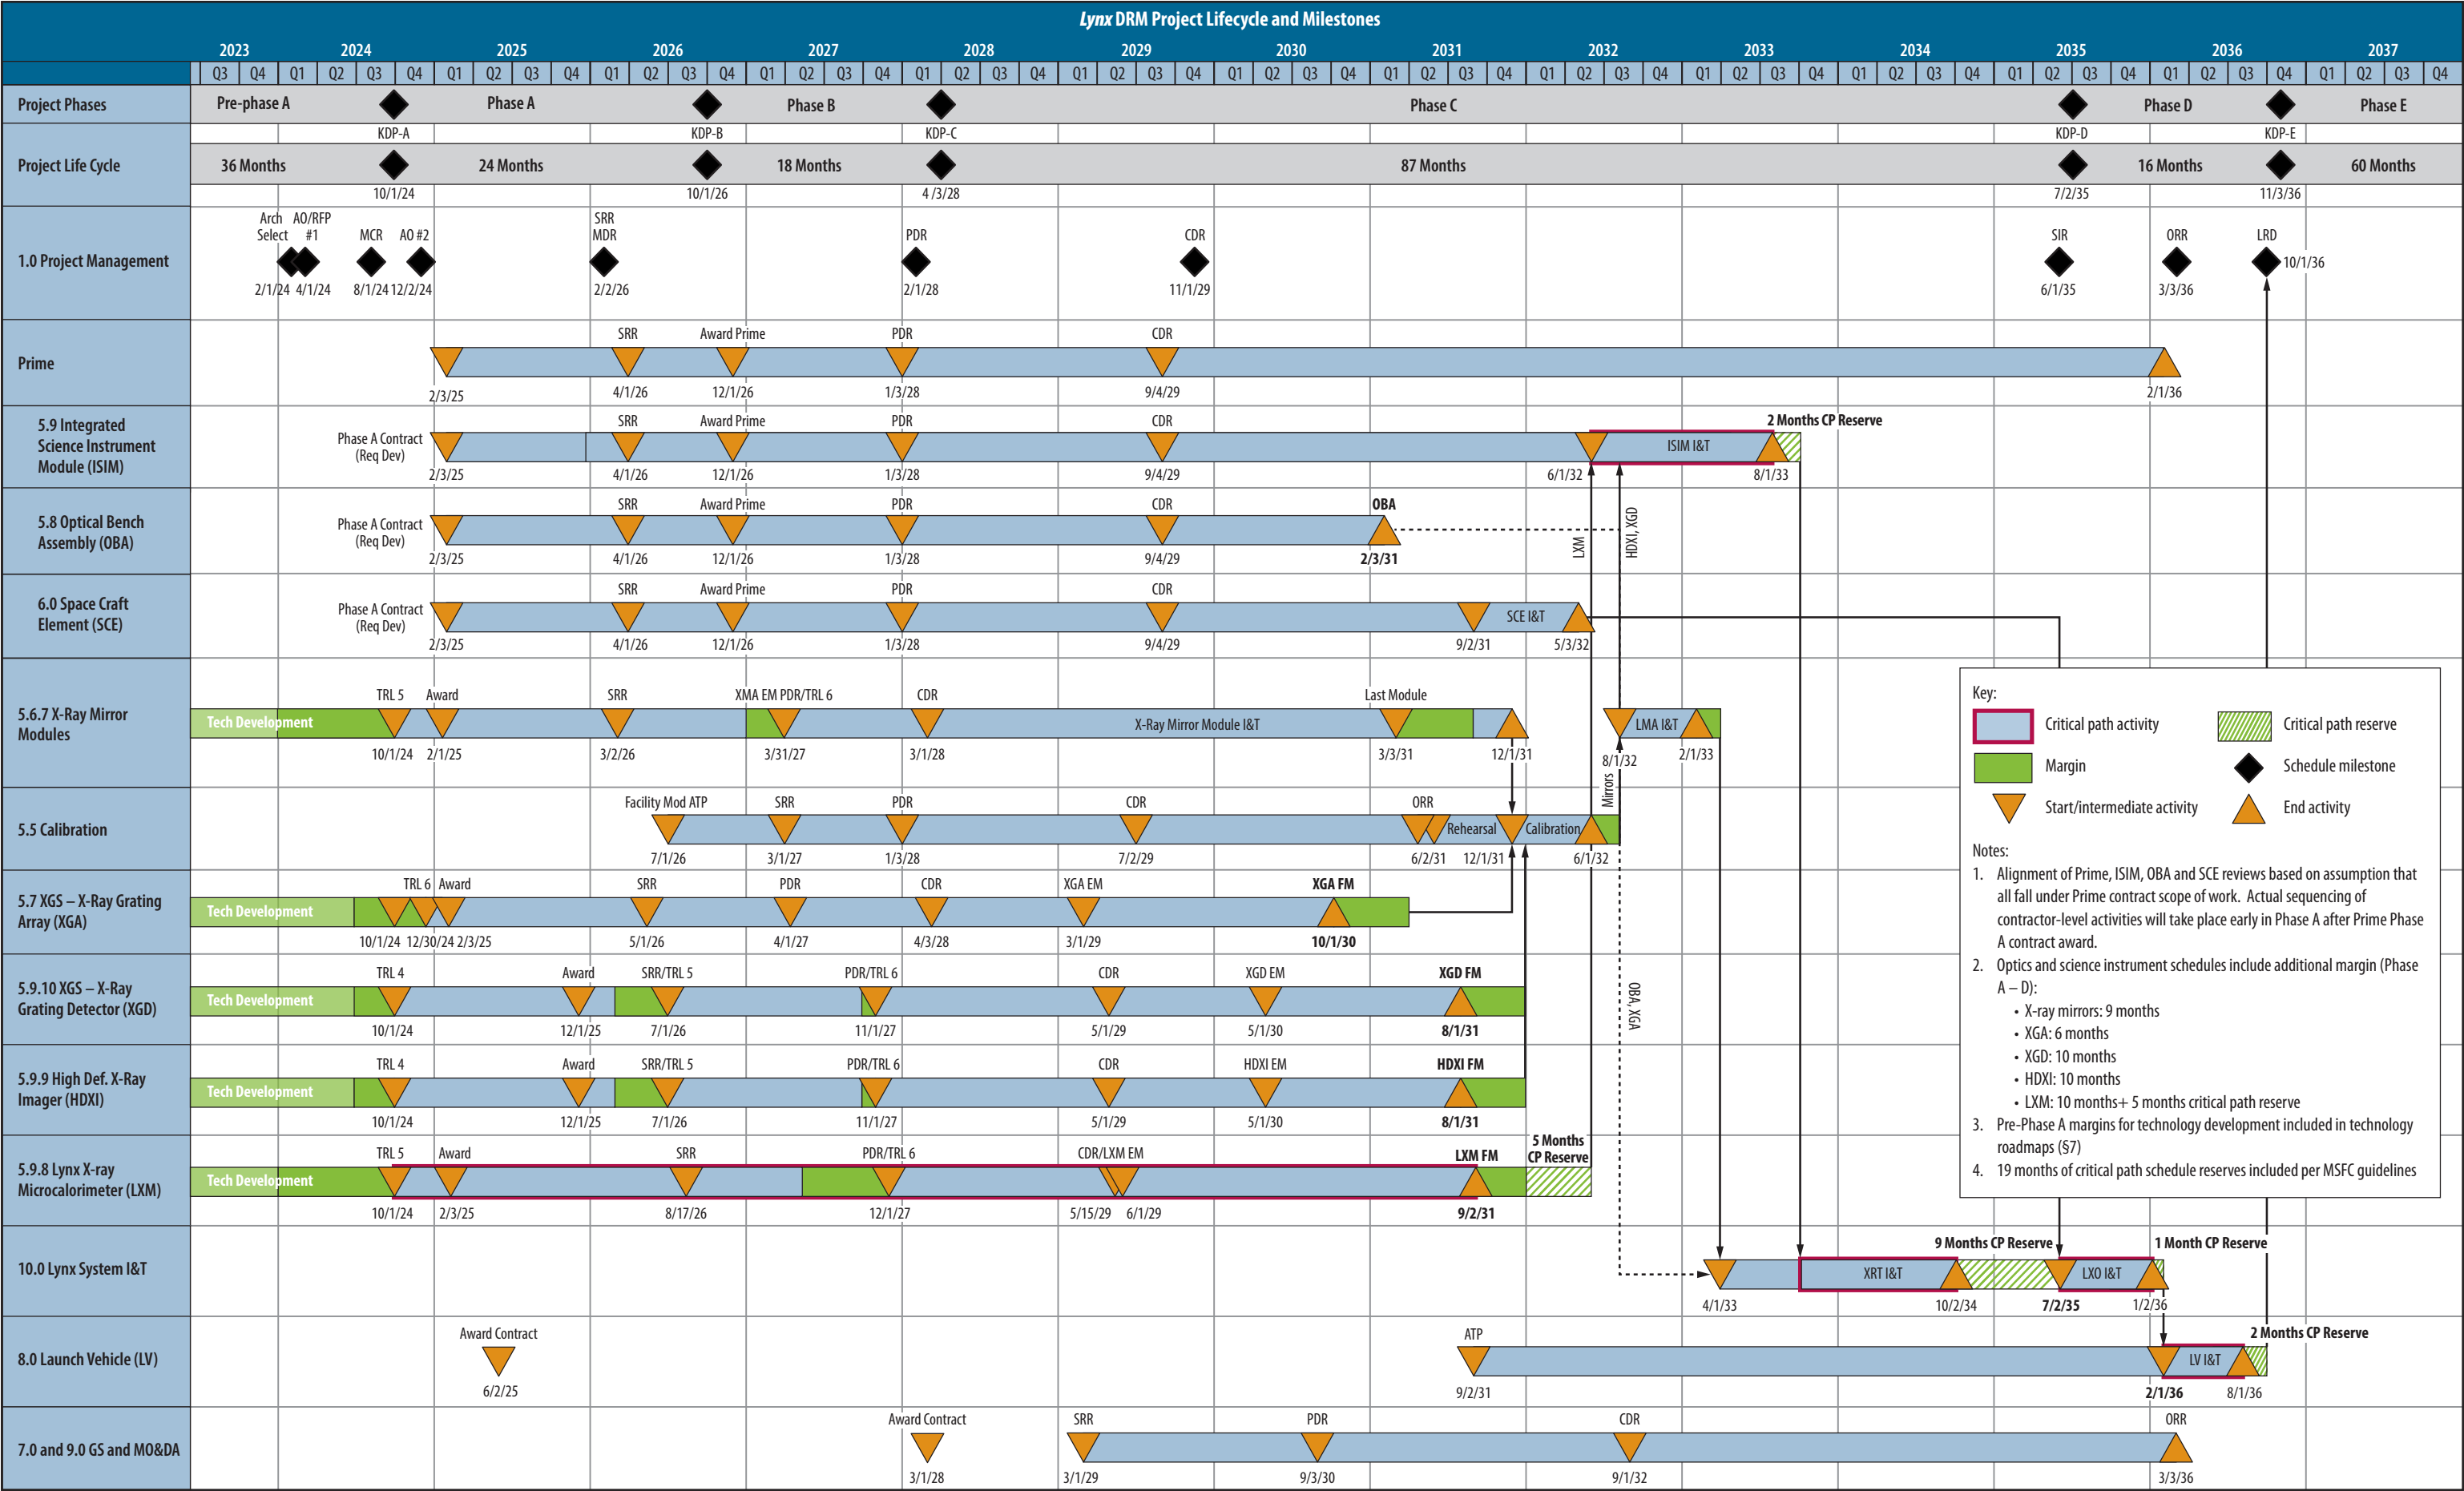 Lynx DRM Project Lifecycle and Milestones
2023 2024 2025 2026 2027 2028 2029 2030 2031 2032 2033 2034 2035 2036 2037
Q3 Q4 Q1 Q2 Q3 Q4 Q1 Q2 Q3 Q4 Q1 Q2 Q3 Q4 Q1 Q2 Q3 Q4 Q1 Q2 Q3 Q4 Q1 Q2 Q3 Q4 Q1 Q2 Q3 Q4 Q1 Q2 Q3 Q4 Q1 Q2 Q3 Q4 Q1 Q2 Q3 Q4 Q1 Q2 Q3 Q4 Q1 Q2 Q3 Q4 Q1 Q2 Q3 Q4 Q1 Q2 Q3 Q4
Project Phases Pre-phase A Phase A Phase B Phase C Phase D Phase E
KDP-A KDP-B KDP-C KDP-D KDP-E
Project Life Cycle 36 Months 24 Months 18 Months 87 Months 16 Months 60 Months
10/1/24 10/1/26 4 /3/28 7/2/35 11/3/36
Arch AO/RFP SRR
Select #1 MCR AO #2 MDR PDR CDR SIR ORR LRD
1.0 Project Management 10/1/36
2/1/24 4/1/24 8/1/24 12/2/24 2/2/26 2/1/28 11/1/29 6/1/35 3/3/36
SRR Award Prime PDR CDR
Prime
2/3/25 4/1/26 12/1/26 1/3/28 9/4/29 2/1/36
5.9 Integrated
Science Instrument
Module (ISIM)
SRR Award Prime PDR CDR 2 Months CP Reserve
Phase A Contract
(Req Dev)
ISIM I&T
2/3/25 4/1/26 12/1/26 1/3/28 9/4/29 6/1/32 8/1/33
5.8 Optical Bench
Assembly (OBA)
SRR Award Prime PDR CDR OBA
Phase A Contract
(Req Dev)
2/3/25 4/1/26 12/1/26 1/3/28 9/4/29 2/3/31
LXM
HDXI, XGD
6.0 Space Craft
Element (SCE)
SRR Award Prime PDR CDR
Phase A Contract
(Req Dev)
SCE I&T
2/3/25 4/1/26 12/1/26 1/3/28 9/4/29 9/2/31 5/3/32
5.6.7 X-Ray Mirror
Modules
TRL 5 Award SRR XMA EM PDR/TRL 6 CDR Last Module
Tech Development X-Ray Mirror Module I&T LMA I&T
10/1/24 2/1/25 3/2/26 3/31/27 3/1/28 3/3/31 12/1/31 8/1/32 2/1/33
Mirrors
5.5 Calibration
Facility Mod ATP SRR PDR CDR ORR
Rehearsal Calibration
7/1/26 3/1/27 1/3/28 7/2/29 6/2/31 12/1/31 6/1/32
5.7 XGS – X-Ray Grating
Array (XGA)
TRL 6 Award SRR PDR CDR XGA EM XGA FM
Tech Development
10/1/24 12/30/24 2/3/25 5/1/26 4/1/27 4/3/28 3/1/29 10/1/30
5.9.10 XGS – X-Ray
Grating Detector (XGD)
TRL 4 Award SRR/TRL 5 PDR/TRL 6 CDR XGD EM XGD FM
Tech Development
10/1/24 12/1/25 7/1/26 11/1/27 5/1/29 5/1/30 8/1/31
OBA, XGA
5.9.9 High Def. X-Ray
Imager (HDXI)
TRL 4 Award SRR/TRL 5 PDR/TRL 6 CDR HDXI EM HDXI FM
Tech Development
10/1/24 12/1/25 7/1/26 11/1/27 5/1/29 5/1/30 8/1/31
5.9.8 Lynx X-ray
Microcalorimeter (LXM)
TRL 5 Award SRR PDR/TRL 6 CDR/LXM EM LXM FM
5 Months
CP Reserve
Tech Development
10/1/24 2/3/25 8/17/26 12/1/27 5/15/29 6/1/29 9/2/31
9 Months CP Reserve 1 Month CP Reserve
10.0 Lynx System I&T XRT I&T LXO I&T
4/1/33 10/2/34 7/2/35 1/2/36
Award Contract ATP 2 Months CP Reserve
8.0 Launch Vehicle (LV) LV I&T
6/2/25 9/2/31 2/1/36 8/1/36
Award Contract SRR PDR CDR ORR
7.0 and 9.0 GS and MO&DA
3/1/28 3/1/29 9/3/30 9/1/32 3/3/36
Key:
Critical path activity Critical path reserve
Margin Schedule milestone
Start/intermediate activity End activity
Notes:
1. Alignment of Prime, ISIM, OBA and SCE reviews based on assumption that
all fall under Prime contract scope of work. Actual sequencing of
contractor-level activities will take place early in Phase A after Prime Phase
A contract award.
2. Optics and science instrument schedules include additional margin (Phase
A – D):
• X-ray mirrors: 9 months
• XGA: 6 months
• XGD: 10 months
• HDXI: 10 months
• LXM: 10 months+ 5 months critical path reserve
3. Pre-Phase A margins for technology development included in technology
roadmaps (§7)
4. 19 months of critical path schedule reserves included per MSFC guidelines